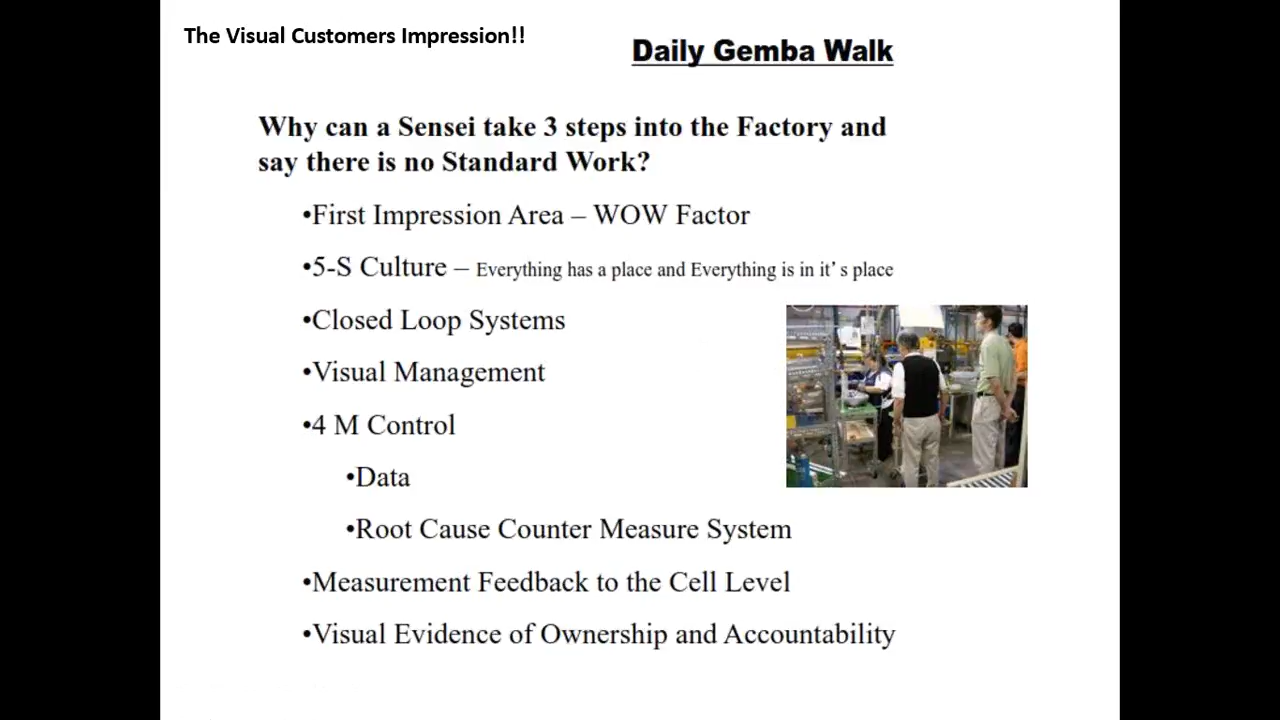 The Visual Customers Impression!!
Daily Gemba Walk
Why can a Sensei take 3 steps into the Factory and
say there is no Standard Work?
•First Impression Area – WOW Factor
•5-S Culture – Everything has a place and Everything is in it's place
•Closed Loop Systems
•Visual Management
•4 M Control
•Data
•Root Cause Counter Measure System
•Measurement Feedback to the Cell Level
•Visual Evidence of Ownership and Accountability